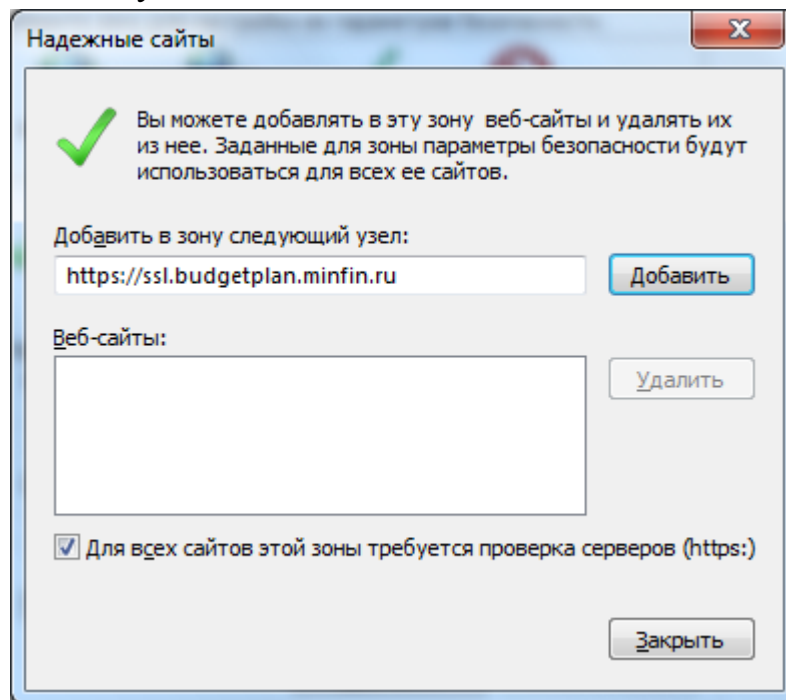 Надежные сайты
Вы можете добавлять в эту зону веб-сайты и удалять их
из нее. Заданные для зоны параметры безопасности будут
использоваться для всех ее сайтов.
Добавить в зону следующий узел:
https://ssl.budgetplan.minfin.ru
Добавить
Веб-сайты:
Удалить
Для всех сайтов этой зоны требуется проверка серверов (https:)
Закрыть